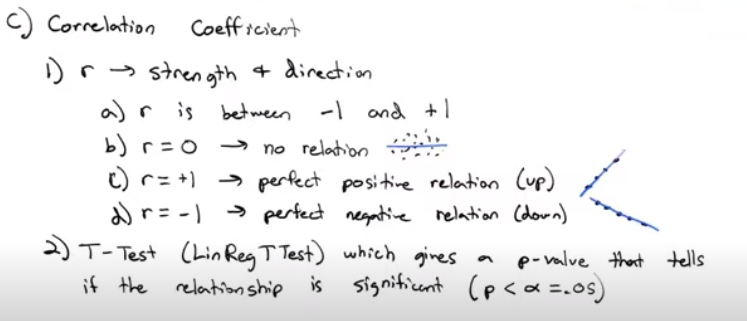 C) Correlation Coefficient
1) r → strength & direction
a) r is between -1 and +1
b) r = 0 → no relation
c) r = +1 → perfect positive relation (up)
d) r = -1 → perfect negative relation (down)
2) T-Test (LinRegTTest) which gives a p-value that tells
if the relationship is significant (p < α = .05)